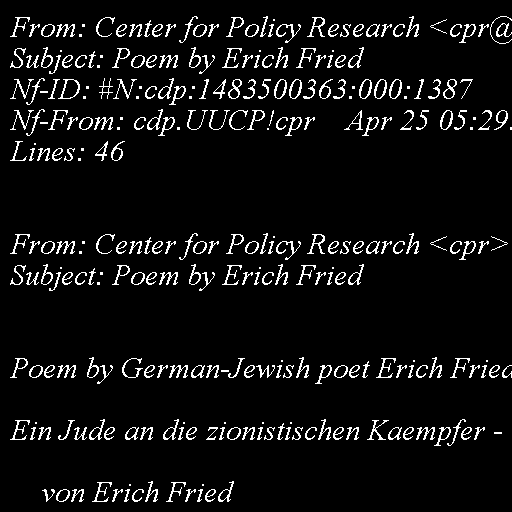 From: Center for Policy Research <cpr@
Subject: Poem by Erich Fried
Nf-ID: #N:cdp:1483500363:000:1387
Nf-From: cdp.UUCP!cpr    Apr 25 05:29:
Lines: 46
From: Center for Policy Research <cpr>
Subject: Poem by Erich Fried
Poem by German-Jewish poet Erich Fried
Ein Jude an die zionistischen Kaempfer -
von Erich Fried